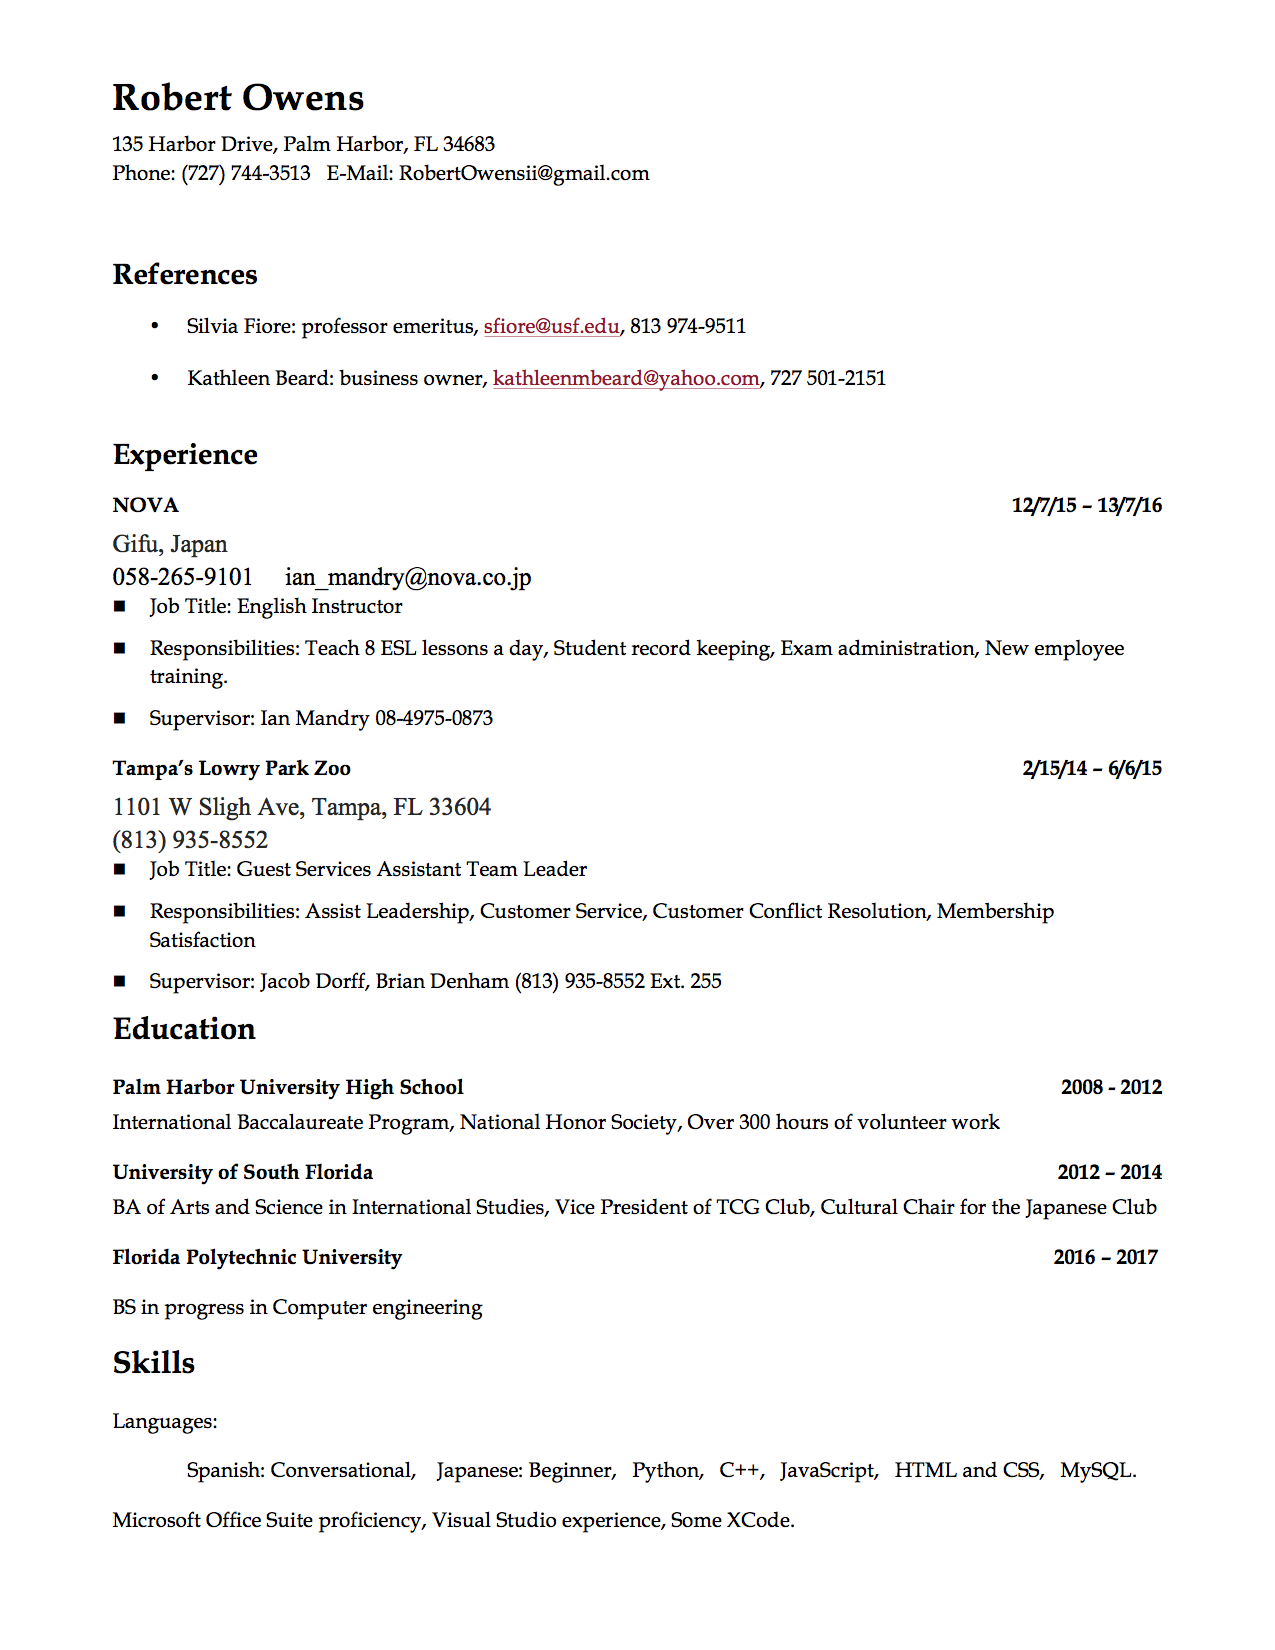 Robert Owens
135 Harbor Drive, Palm Harbor, FL 34683
Phone: (727) 744-3513   E-Mail: RobertOwensii@gmail.com
References
• Silvia Fiore: professor emeritus, sfiore@usf.edu, 813 974-9511
• Kathleen Beard: business owner, kathleenmbeard@yahoo.com, 727 501-2151
Experience
NOVA 12/7/15 – 13/7/16
Gifu, Japan
058-265-9101     ian_mandry@nova.co.jp
■ Job Title: English Instructor
■ Responsibilities: Teach 8 ESL lessons a day, Student record keeping, Exam administration, New employee
training.
■ Supervisor: Ian Mandry 08-4975-0873
Tampa’s Lowry Park Zoo 2/15/14 – 6/6/15
1101 W Sligh Ave, Tampa, FL 33604
(813) 935-8552
■ Job Title: Guest Services Assistant Team Leader
■ Responsibilities: Assist Leadership, Customer Service, Customer Conflict Resolution, Membership
Satisfaction
■ Supervisor: Jacob Dorff, Brian Denham (813) 935-8552 Ext. 255
Education
Palm Harbor University High School 2008 - 2012
International Baccalaureate Program, National Honor Society, Over 300 hours of volunteer work
University of South Florida 2012 – 2014
BA of Arts and Science in International Studies, Vice President of TCG Club, Cultural Chair for the Japanese Club
Florida Polytechnic University 2016 – 2017
BS in progress in Computer engineering
Skills
Languages:
Spanish: Conversational,   Japanese: Beginner,   Python,   C++,   JavaScript,   HTML and CSS,   MySQL.
Microsoft Office Suite proficiency, Visual Studio experience, Some XCode.